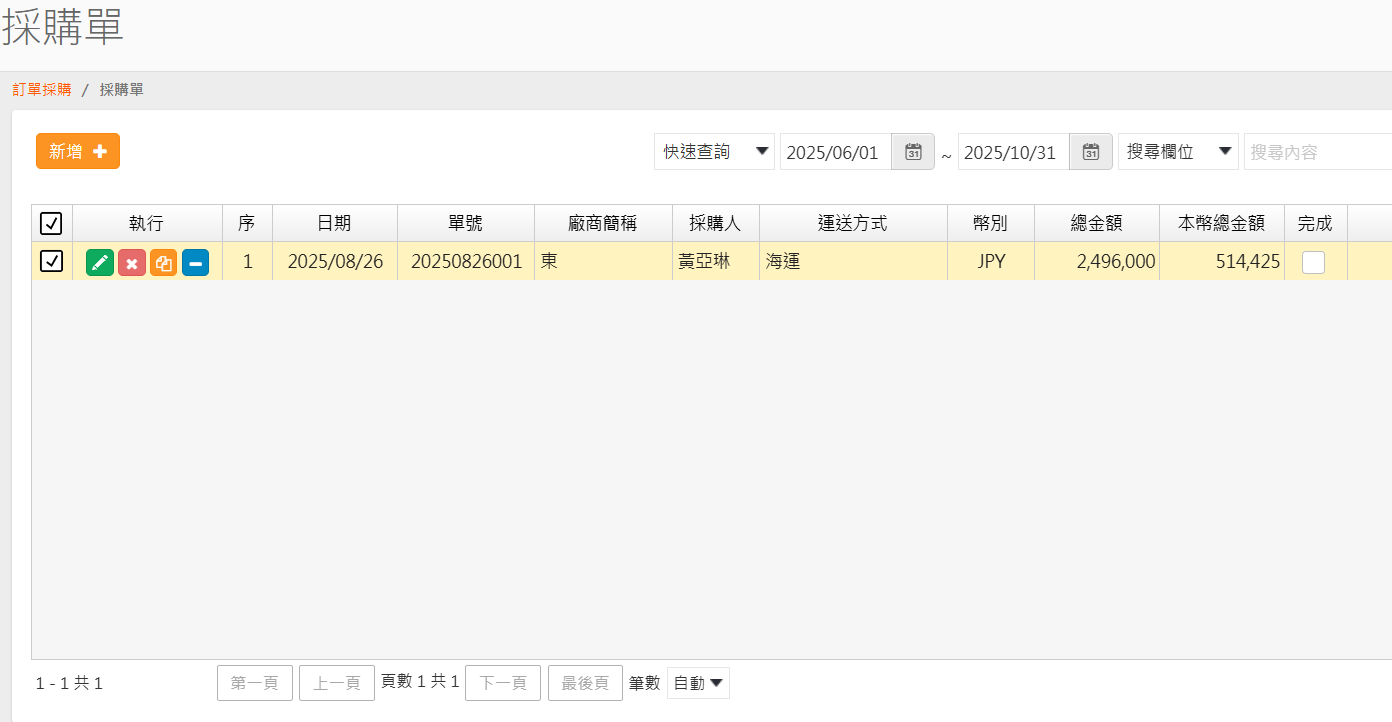 採購單
訂單採購 / 採購單
新增 快速查詢 2025/06/01 ~ 2025/10/31 搜尋欄位 搜尋內容
執行 序 日期 單號 廠商簡稱 採購人 運送方式 幣別 總金額 本幣總金額 完成
1 2025/08/26 20250826001 東 黃亞琳 海運 JPY 2,496,000 514,425
1 - 1 共 1 第一頁 上一頁 頁數 1 共 1 下一頁 最後頁 筆數 自動